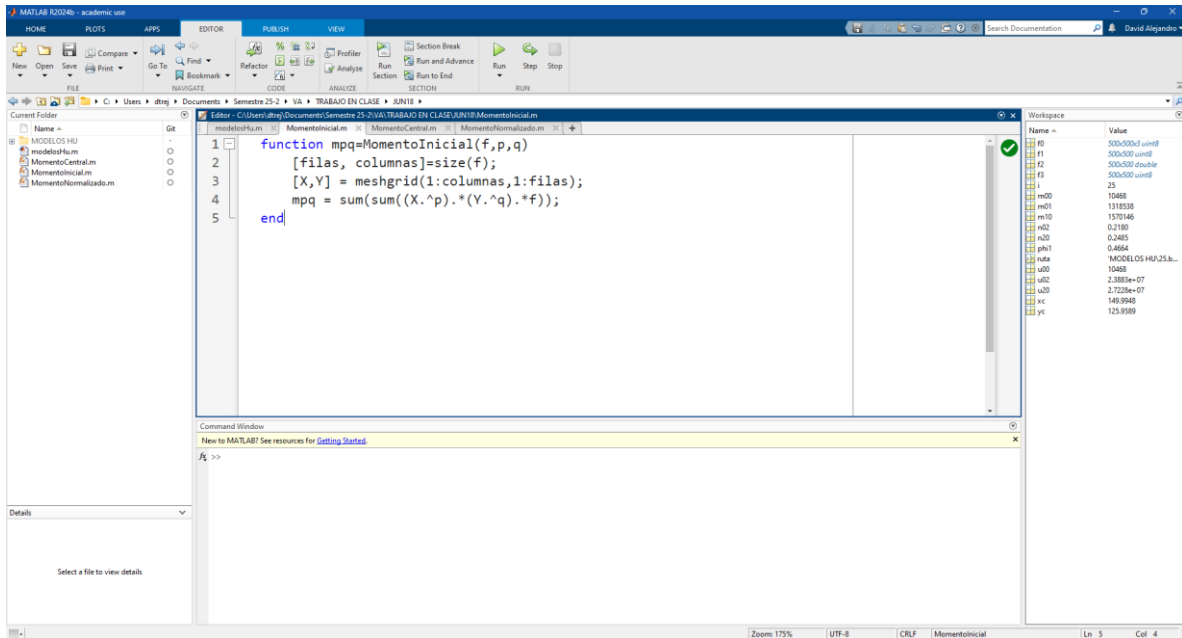 MATLAB R2024b - academic use
HOME PLOTS APPS EDITOR PUBLISH VIEW
Search Documentation
David Alejandro
New Open Save
Compare
Print
FILE
Go To
Find
Bookmark
NAVIGATE
Refactor
CODE
Profiler
Analyze
ANALYZE
Run Section
Section Break
Run and Advance
Run to End
SECTION
Run Step Stop
RUN
C: Users dtrej Documents Semestre 25-2 VA TRABAJO EN CLASE JUN18
Current Folder
Name Git
MODELOS HU
modelosHu.m
MomentoCentral.m
MomentoInicial.m
MomentoNormalizado.m
Details
Select a file to view details
Editor - C:\Users\dtrej\Documents\Semestre 25-2\VA\TRABAJO EN CLASE\JUN18\MomentoInicial.m
modelosHu.m MomentoInicial.m MomentoCentral.m MomentoNormalizado.m
1 function mpq=MomentoInicial(f,p,q)
2 [filas, columnas]=size(f);
3 [X,Y] = meshgrid(1:columnas,1:filas);
4 mpq = sum(sum((X.^p).*(Y.^q).*f));
5 end
Command Window
New to MATLAB? See resources for Getting Started.
fx >>
Workspace
Name Value
f0 500x500x3 uint8
f1 500x500 uint8
f2 500x500 double
f3 500x500 uint8
i 25
m00 10468
m01 1318538
m10 1570146
n02 0.2180
n20 0.2485
phi1 0.4664
ruta 'MODELOS HU\25.b...
u00 10468
u02 2.3883e+07
u20 2.7228e+07
xc 149.9948
yc 125.9589
Zoom: 175% UTF-8 CRLF MomentoInicial Ln 5 Col 4